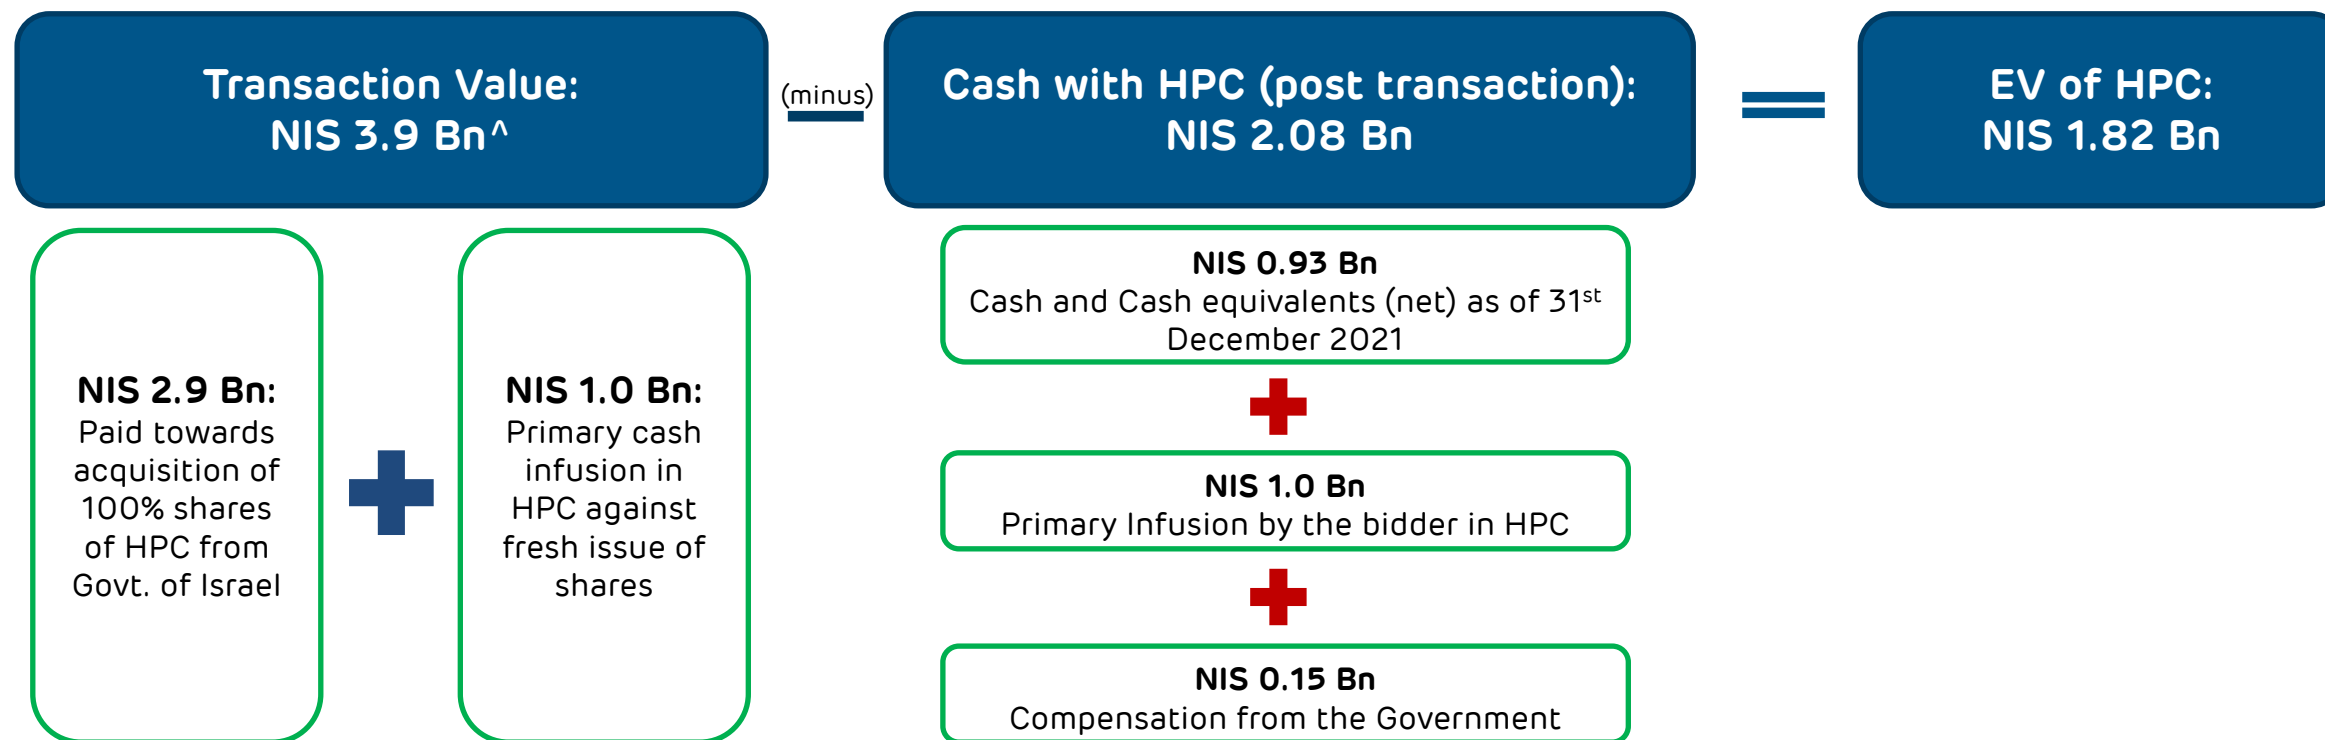 Transaction Value:
NIS 3.9 Bn^
(minus)
Cash with HPC (post transaction):
NIS 2.08 Bn
EV of HPC:
NIS 1.82 Bn
NIS 2.9 Bn:
Paid towards
acquisition of
100% shares
of HPC from
Govt. of Israel
NIS 1.0 Bn:
Primary cash
infusion in
HPC against
fresh issue of
shares
NIS 0.93 Bn
Cash and Cash equivalents (net) as of 31st
December 2021
NIS 1.0 Bn
Primary Infusion by the bidder in HPC
NIS 0.15 Bn
Compensation from the Government